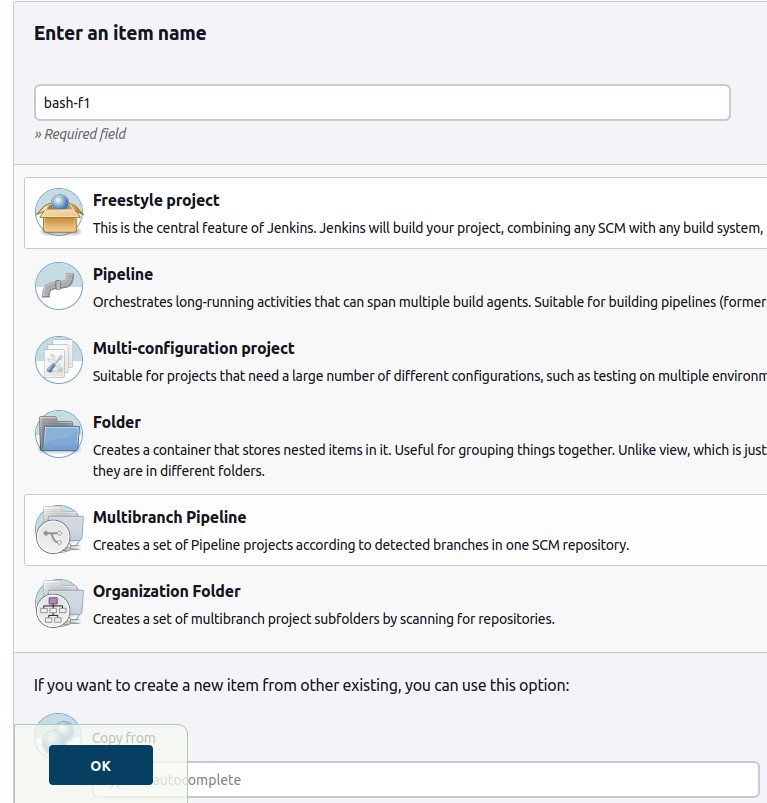 Enter an item name
bash-f1
» Required field
Freestyle project
This is the central feature of Jenkins. Jenkins will build your project, combining any SCM with any build system,
Pipeline
Orchestrates long-running activities that can span multiple build agents. Suitable for building pipelines (former
Multi-configuration project
Suitable for projects that need a large number of different configurations, such as testing on multiple environm
Folder
Creates a container that stores nested items in it. Useful for grouping things together. Unlike view, which is just
they are in different folders.
Multibranch Pipeline
Creates a set of Pipeline projects according to detected branches in one SCM repository.
Organization Folder
Creates a set of multibranch project subfolders by scanning for repositories.
If you want to create a new item from other existing, you can use this option:
Copy from
autocomplete
OK